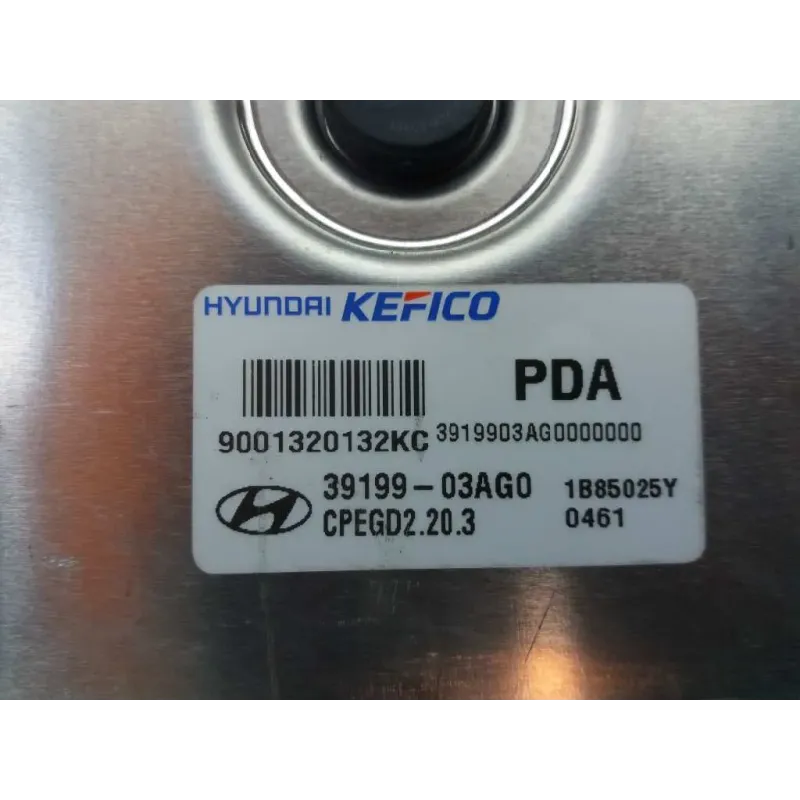 HYUNDAI KEFICO
PDA
9001320132KC 3919903AG0000000
39199-03AG0 1B85025Y
CPEGD2.20.3 0461